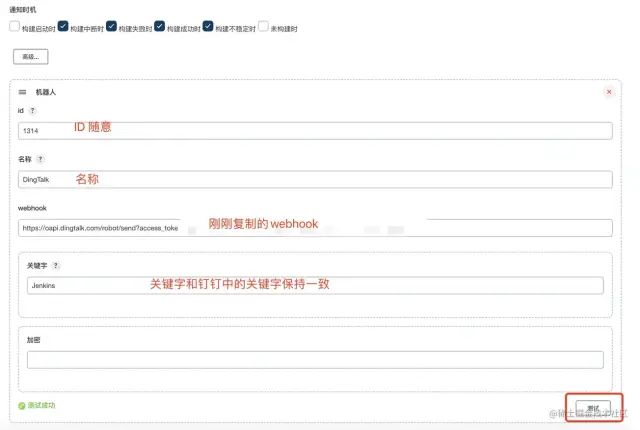 通知时机
构建启动时 构建中断时 构建失败时 构建成功时 构建不稳定时 未构建时
高级...
机器人
id ?
1314 ID 随意
名称 ?
DingTalk 名称
webhook
https://oapi.dingtalk.com/robot/send?access_toke 刚刚复制的 webhook
关键字 ?
Jenkins 关键字和钉钉中的关键字保持一致
加密
测试成功 测试
@稀土掘金技术社区